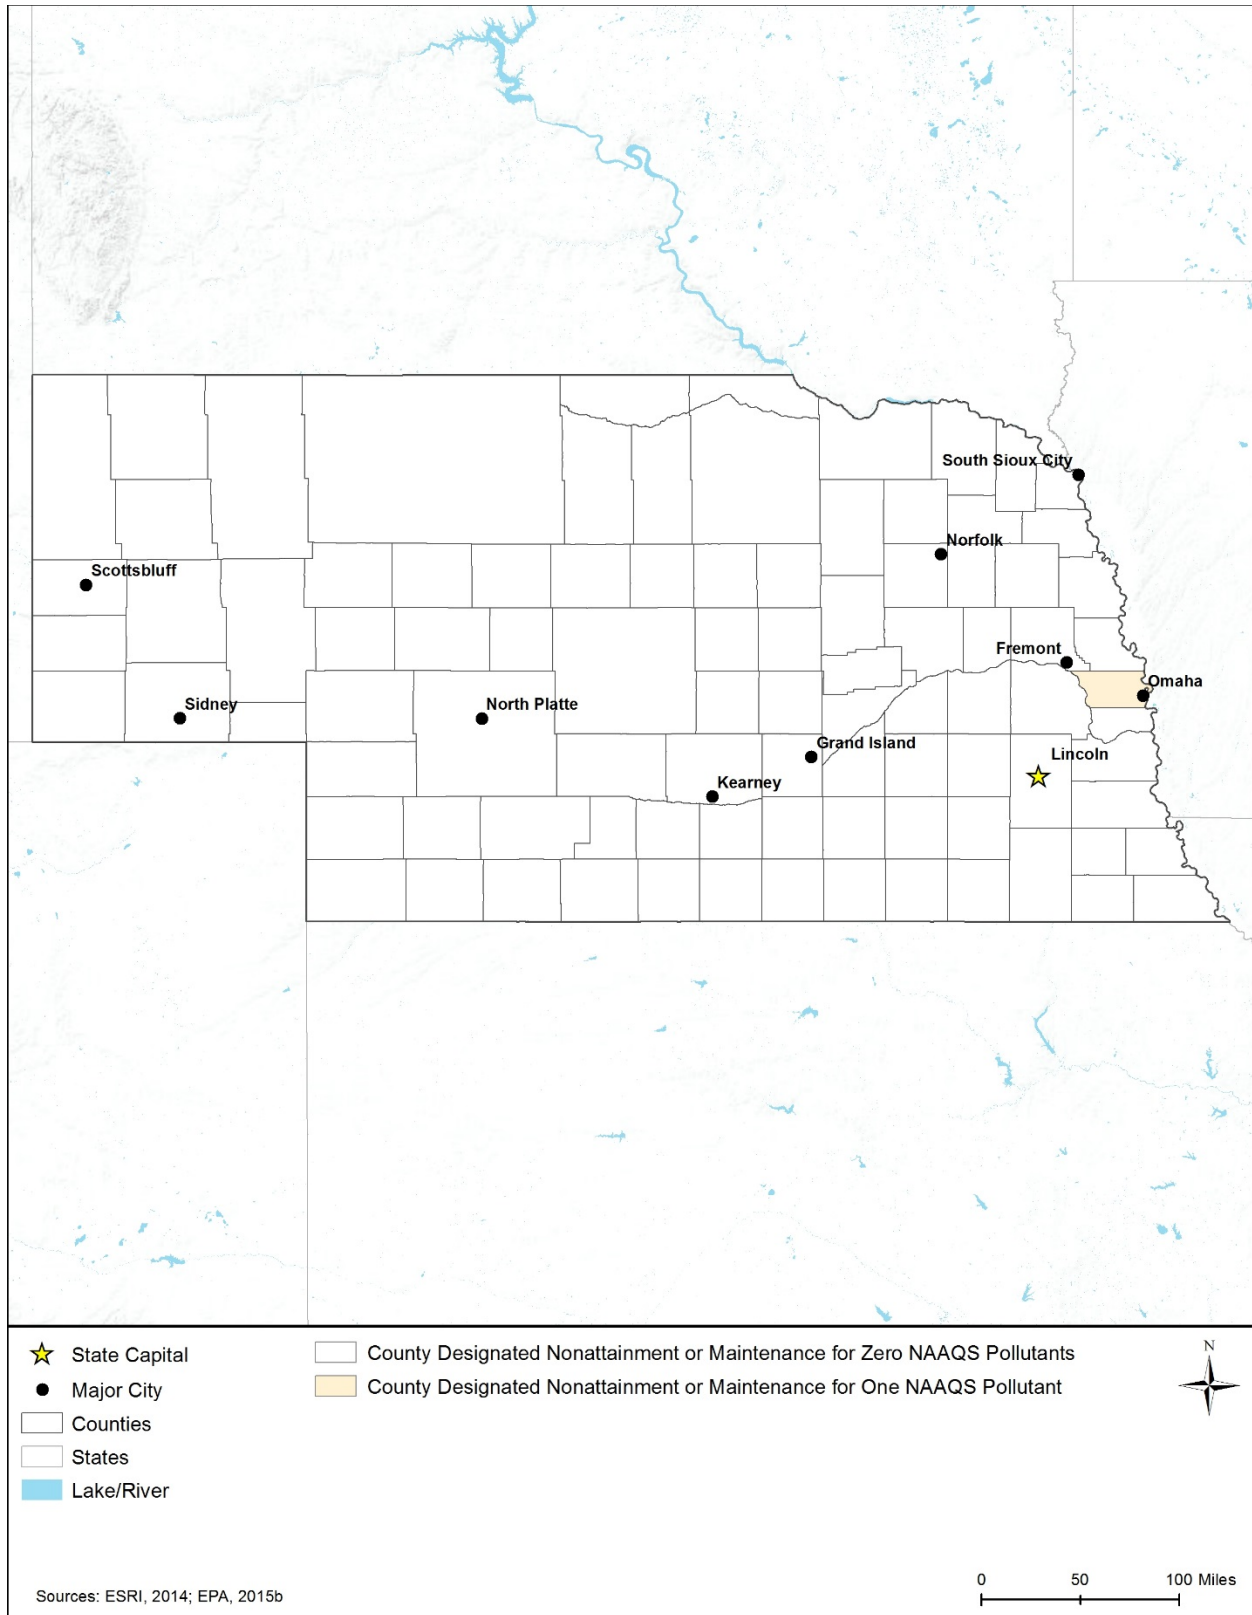 South Sioux City
Norfolk
Scottsbluff
Fremont
Omaha
Sidney
North Platte
Grand Island
Lincoln
Kearney
State Capital
Major City
Counties
States
Lake/River
County Designated Nonattainment or Maintenance for Zero NAAQS Pollutants
County Designated Nonattainment or Maintenance for One NAAQS Pollutant
N
Sources: ESRI, 2014; EPA, 2015b
0 50 100 Miles